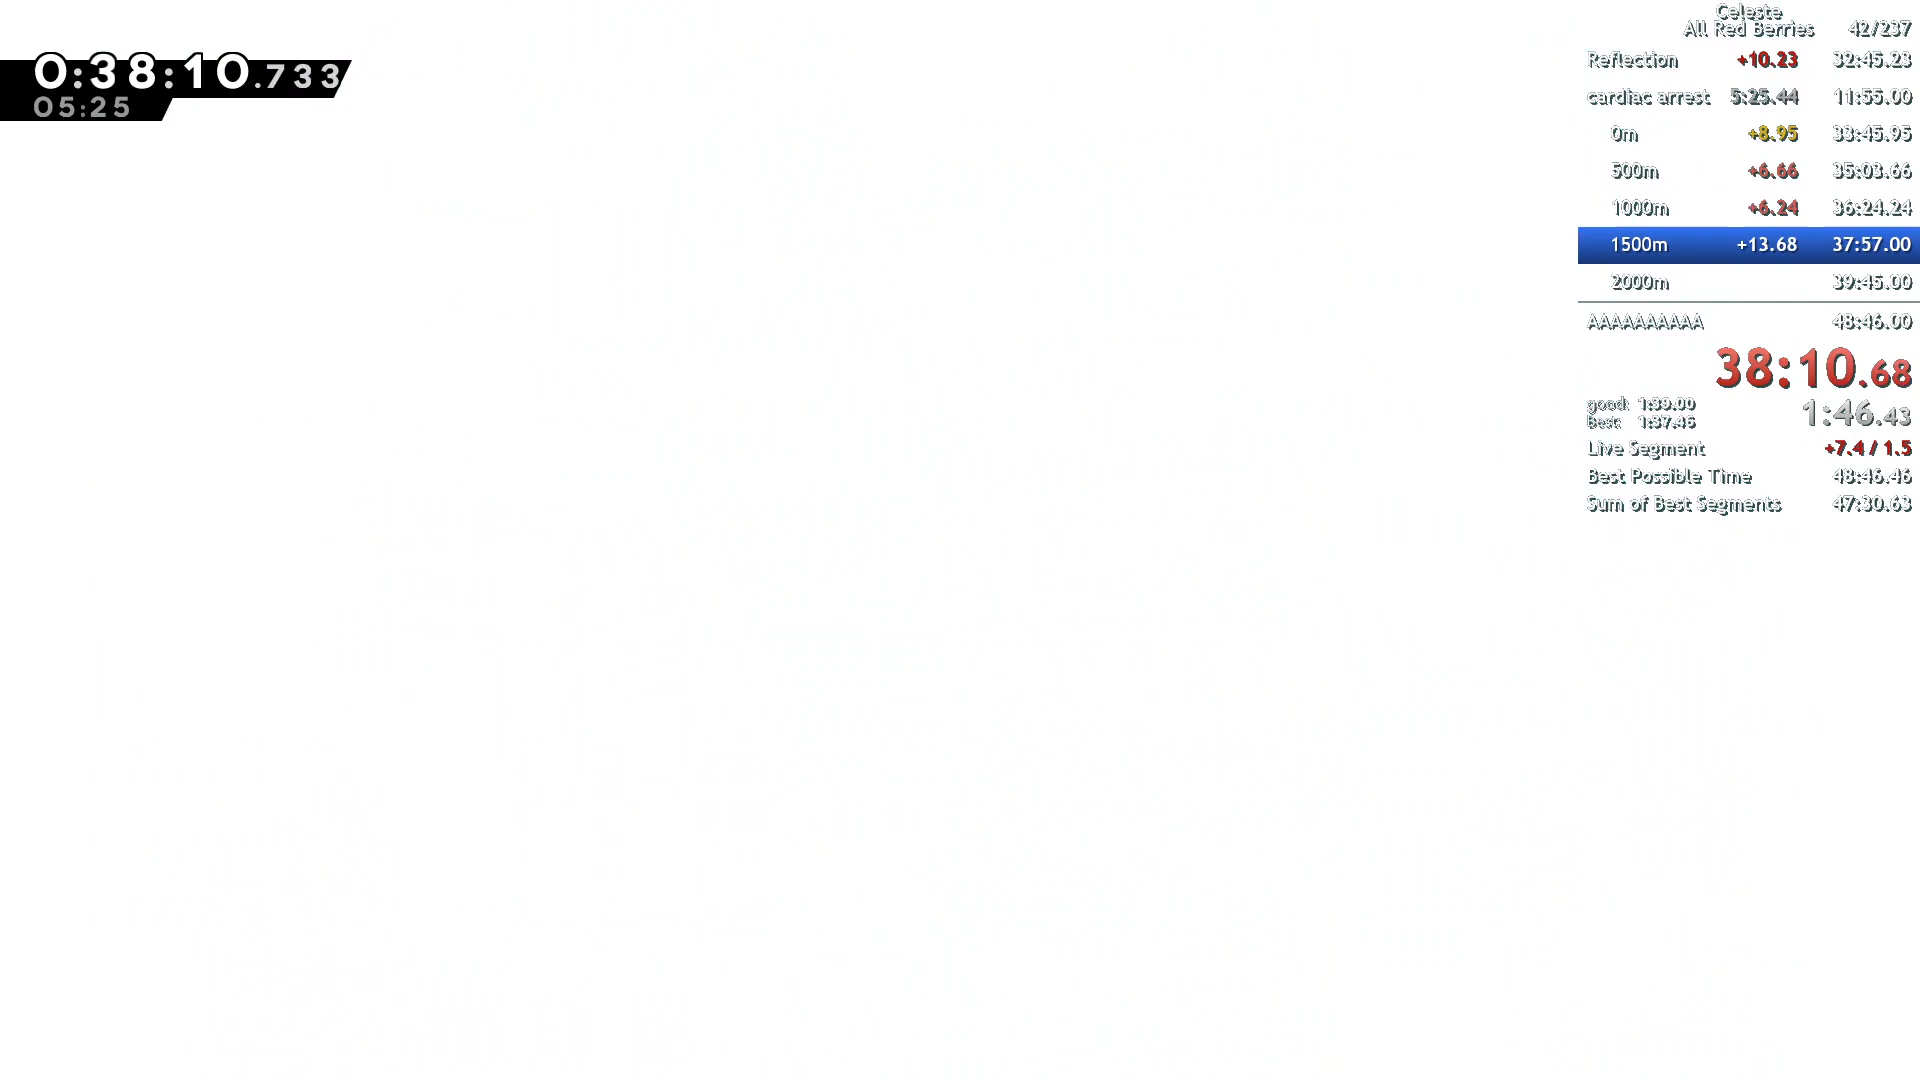 0:38:10.733
05:25
Celeste
All Red Berries 42/237
Reflection +10.23 32:45.23
cardiac arrest 5:25.44 11:55.00
0m +8.95 33:45.95
500m +6.66 35:03.66
1000m +6.24 36:24.24
1500m +13.68 37:57.00
2000m 39:45.00
AAAAAAAAAA 48:46.00
38:10.68
good: 1:39.00
Best: 1:37.45
1:46.43
Live Segment +7.4 / 1.5
Best Possible Time 48:46.46
Sum of Best Segments 47:30.63